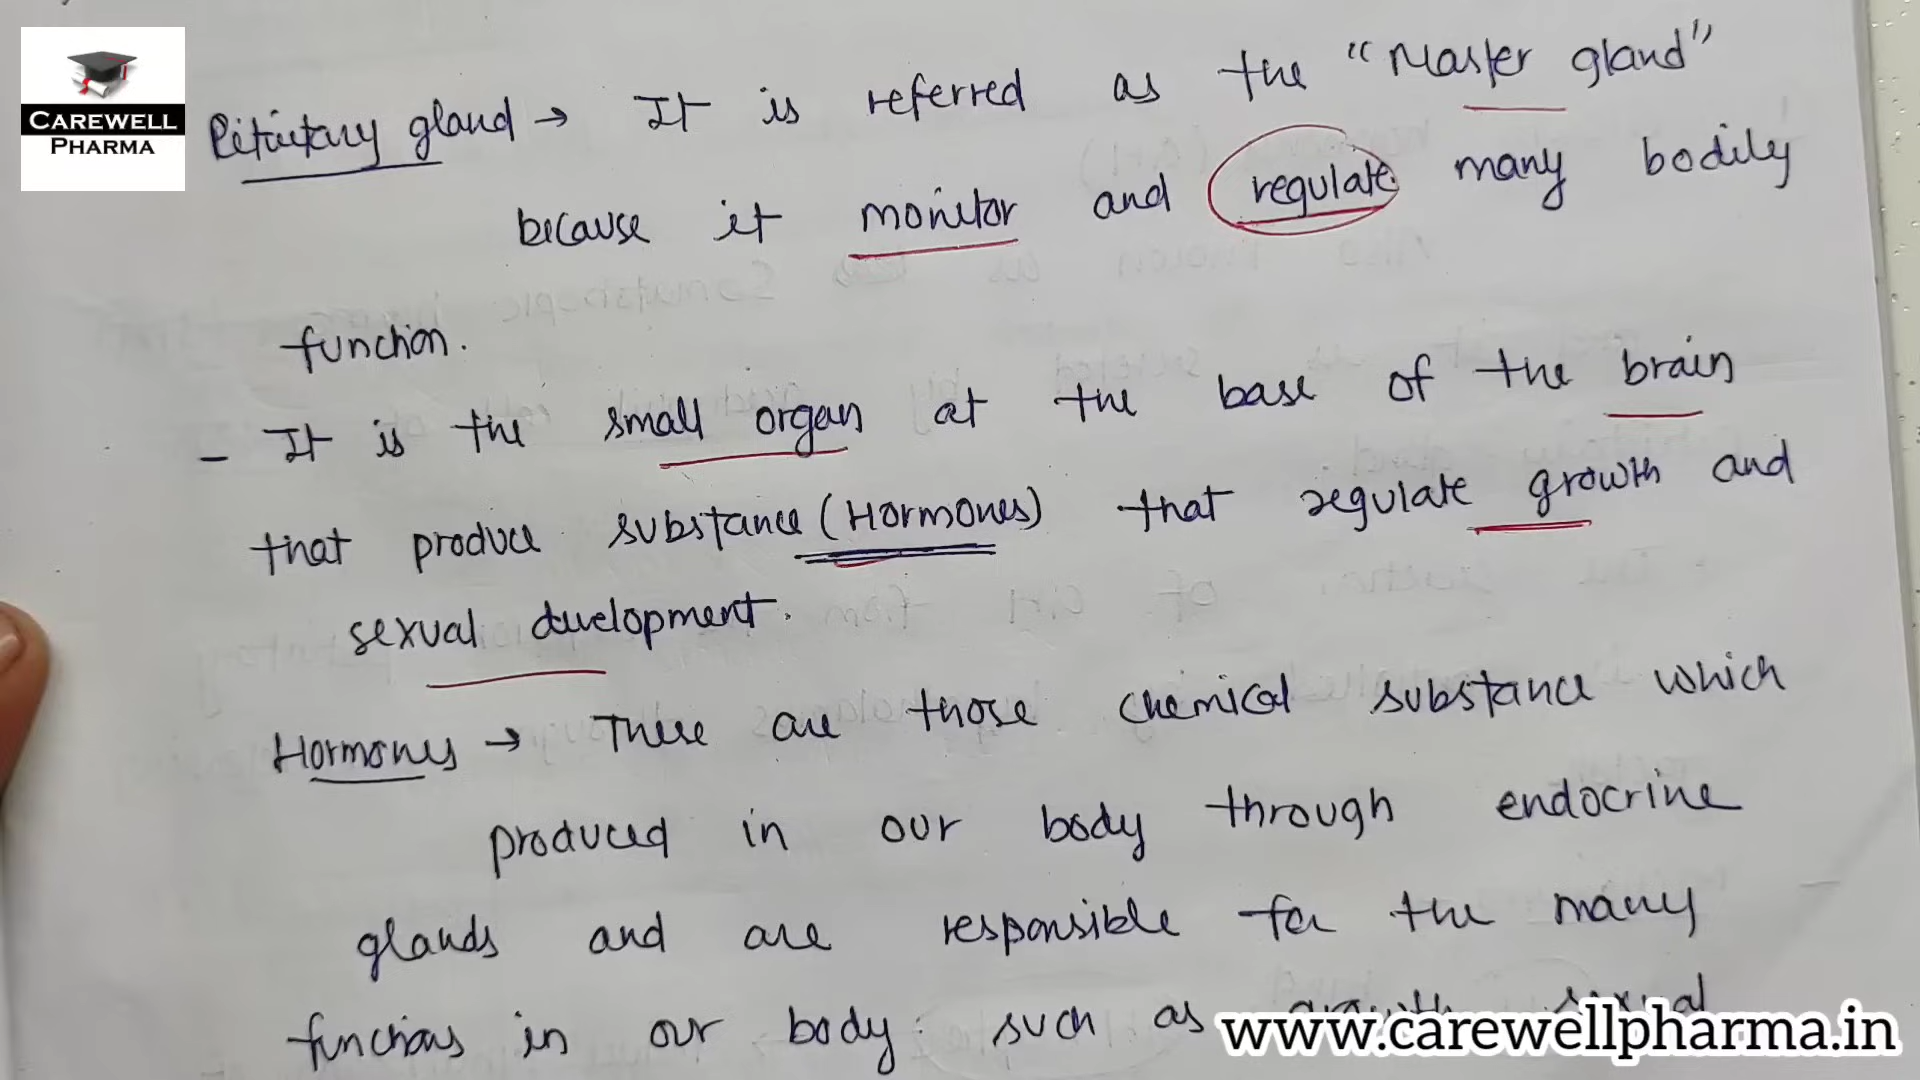 CAREWELL
PHARMA
Pituitary gland → It is referred as the "Master gland"
because it monitor and regulate many bodily
function.
- It is the small organ at the base of the brain
that produce substance (Hormones) that regulate growth and
sexual development.
Hormones → These are those chemical substance which
produced in our body through endocrine
glands and are responsible for the many
functions in our body. such as growth sexual
www.carewellpharma.in